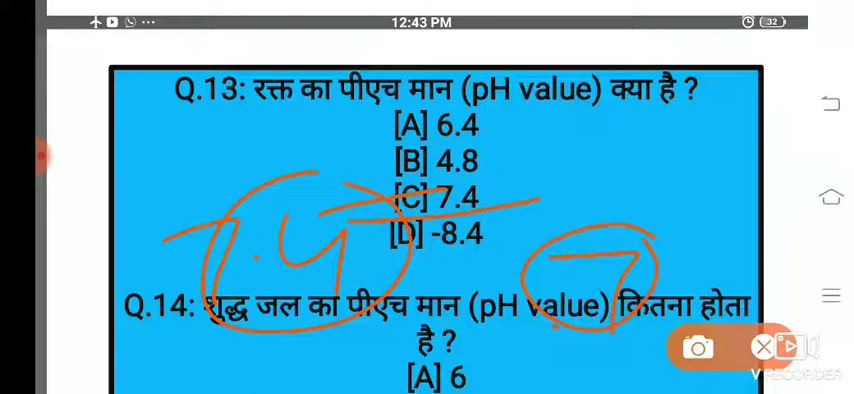 12:43 PM
32
Q.13: रक्त का पीएच मान (pH value) क्या है ?
[A] 6.4
[B] 4.8
[C] 7.4
[D] -8.4
7.4
7
Q.14: शुद्ध जल का पीएच मान (pH value) कितना होता
है ?
[A] 6
V RECORDER